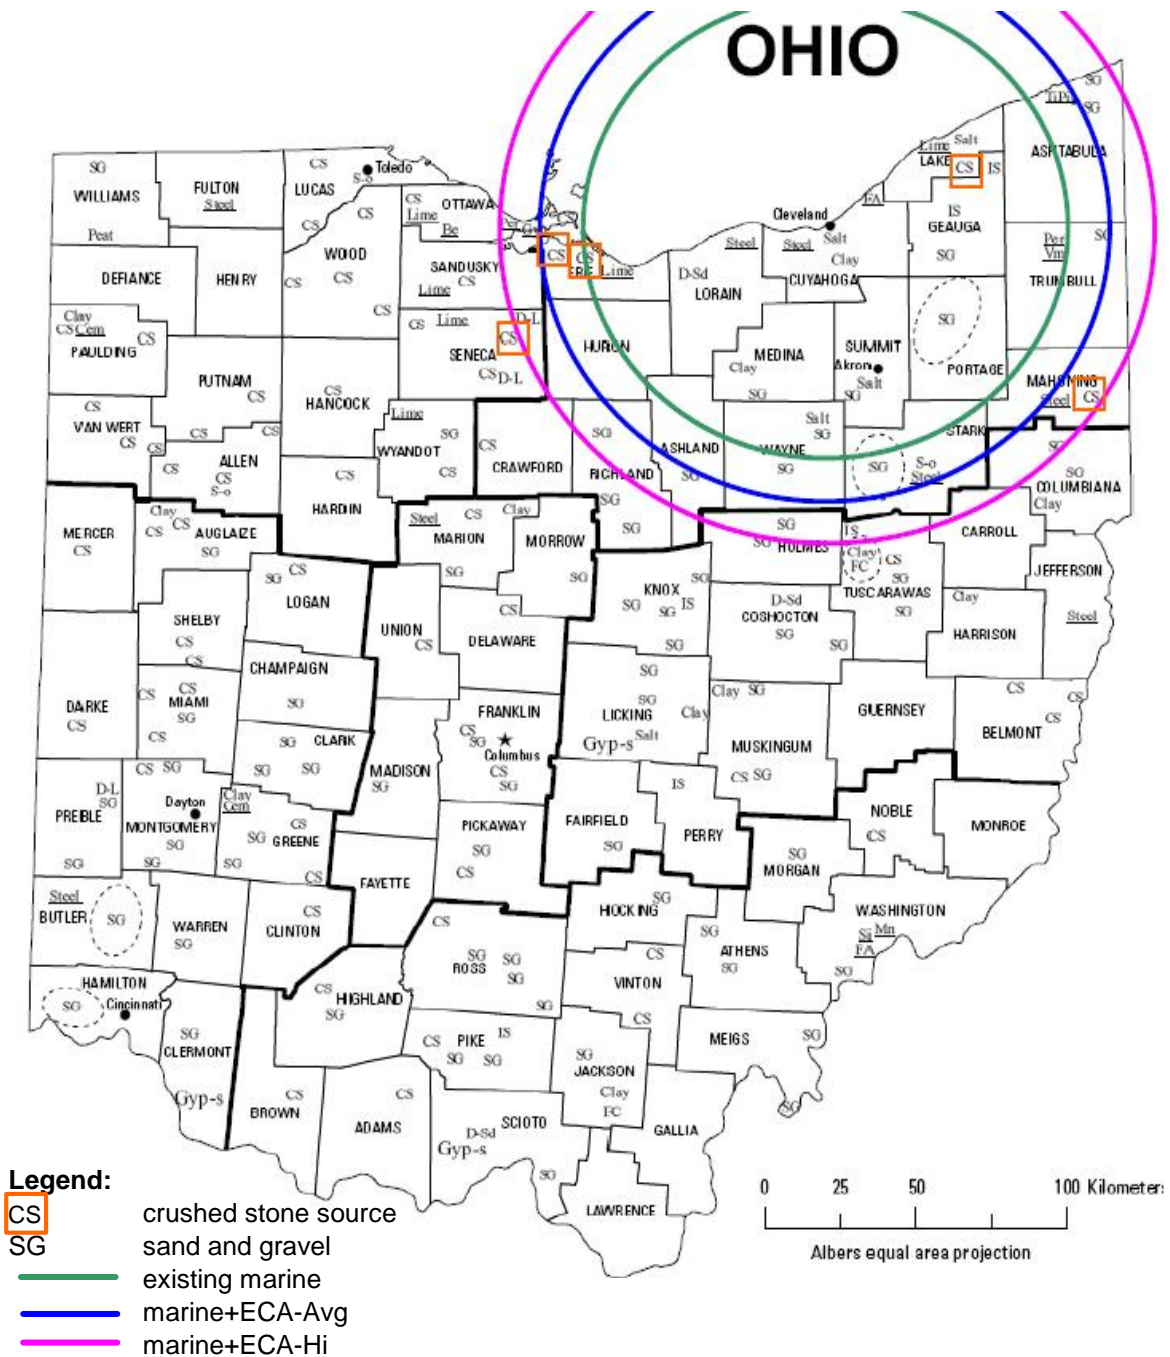 OHIO
SG
TiPi
SG
SG
CS
Toledo
S-o
Lime Salt
LAKE CS IS
ASHTABULA
WILLIAMS
FULTON
Steel
LUCAS
CS
CS
OTTAWA
Lime
Be
FA
IS
GEAUGA
SG
Peat
CS
WOOD
CS
Cleveland
Steel
Steel
Salt
Clay
CUYAHOGA
Per
Vm
SG
TRUMBULL
DEFIANCE
HENRY
CS
CS
SANDUSKY
CS
Lime
CS
CS
Lime
D-Sd
LORAIN
SG
Clay
CS Cem
CS
PAULDING
CS
Lime
D-L
CS
SENECA
CS D-L
HURON
MEDINA
Clay
SG
SUMMIT
Akron
Salt
SG
PORTAGE
MAHONING
Steel
CS
PUTNAM
CS
CS
HANCOCK
CS
VAN WERT
CS
CS
CS
CS
CS
ALLEN
CS
S-o
Lime
SG
WYANDOT
CS
CS
CRAWFORD
SG
RICHLAND
SG
SG
ASHLAND
SG
Salt
SG
WAYNE
SG
SG
STARK
S-o
Steel
SG
SG
COLUMBIANA
Clay
CS
HARDIN
MERCER
CS
Clay
CS
CS
AUGLAIZE
SG
Steel
CS
MARION
SG
Clay
MORROW
SG
SG
SG
HOLMES
IS
Clay
FC
CS
SG
TUSCARAWAS
SG
CARROLL
JEFFERSON
Steel
SG
CS
LOGAN
KNOX
SG
SG
SG
IS
SG
D-Sd
COSHOCTON
SG
SG
Clay
HARRISON
SHELBY
CS
CS
UNION
CS
CS
DELAWARE
CHAMPAIGN
SG
SG
SG
LICKING
Clay
Gyp-s
Salt
Clay
SG
MUSKINGUM
CS
SG
GUERNSEY
CS
CS
CS
BELMONT
DARKE
CS
CS
CS
MIAMI
SG
CS
FRANKLIN
CS
SG
Columbus
CS
SG
SG
CLARK
SG
SG
MADISON
SG
CS SG
D-L
SG
PREIBLE
SG
Dayton
MONTGOMERY
SG
SG
Clay
Cem
SG
CS
GREENE
SG
CS
PICKAWAY
SG
CS
FAIRFIELD
SG
IS
PERRY
NOBLE
CS
MONROE
SG
MORGAN
FAYETTE
Steel
BUTLER
SG
WARREN
SG
CS
CLINTON
CS
SG
SG
ROSS
SG
SG
HOCKING
SG
SG
ATHENS
SG
WASHINGTON
Si
Mn
FA
SG
HAMILTON
SG
Cincinnati
CS
HIGHLAND
SG
CS
VINTON
CS
SG
CLERMONT
Gyp-s
CS
PIKE
IS
SG
SG
SG
JACKSON
Clay
FC
MEIGS
SG
SG
CS
BROWN
CS
ADAMS
D-Sd
Gyp-s
SCIOTO
SG
GALLIA
LAWRENCE
Legend:
CS crushed stone source
SG sand and gravel
existing marine
marine+ECA-Avg
marine+ECA-Hi
0 25 50 100 Kilometers
Albers equal area projection